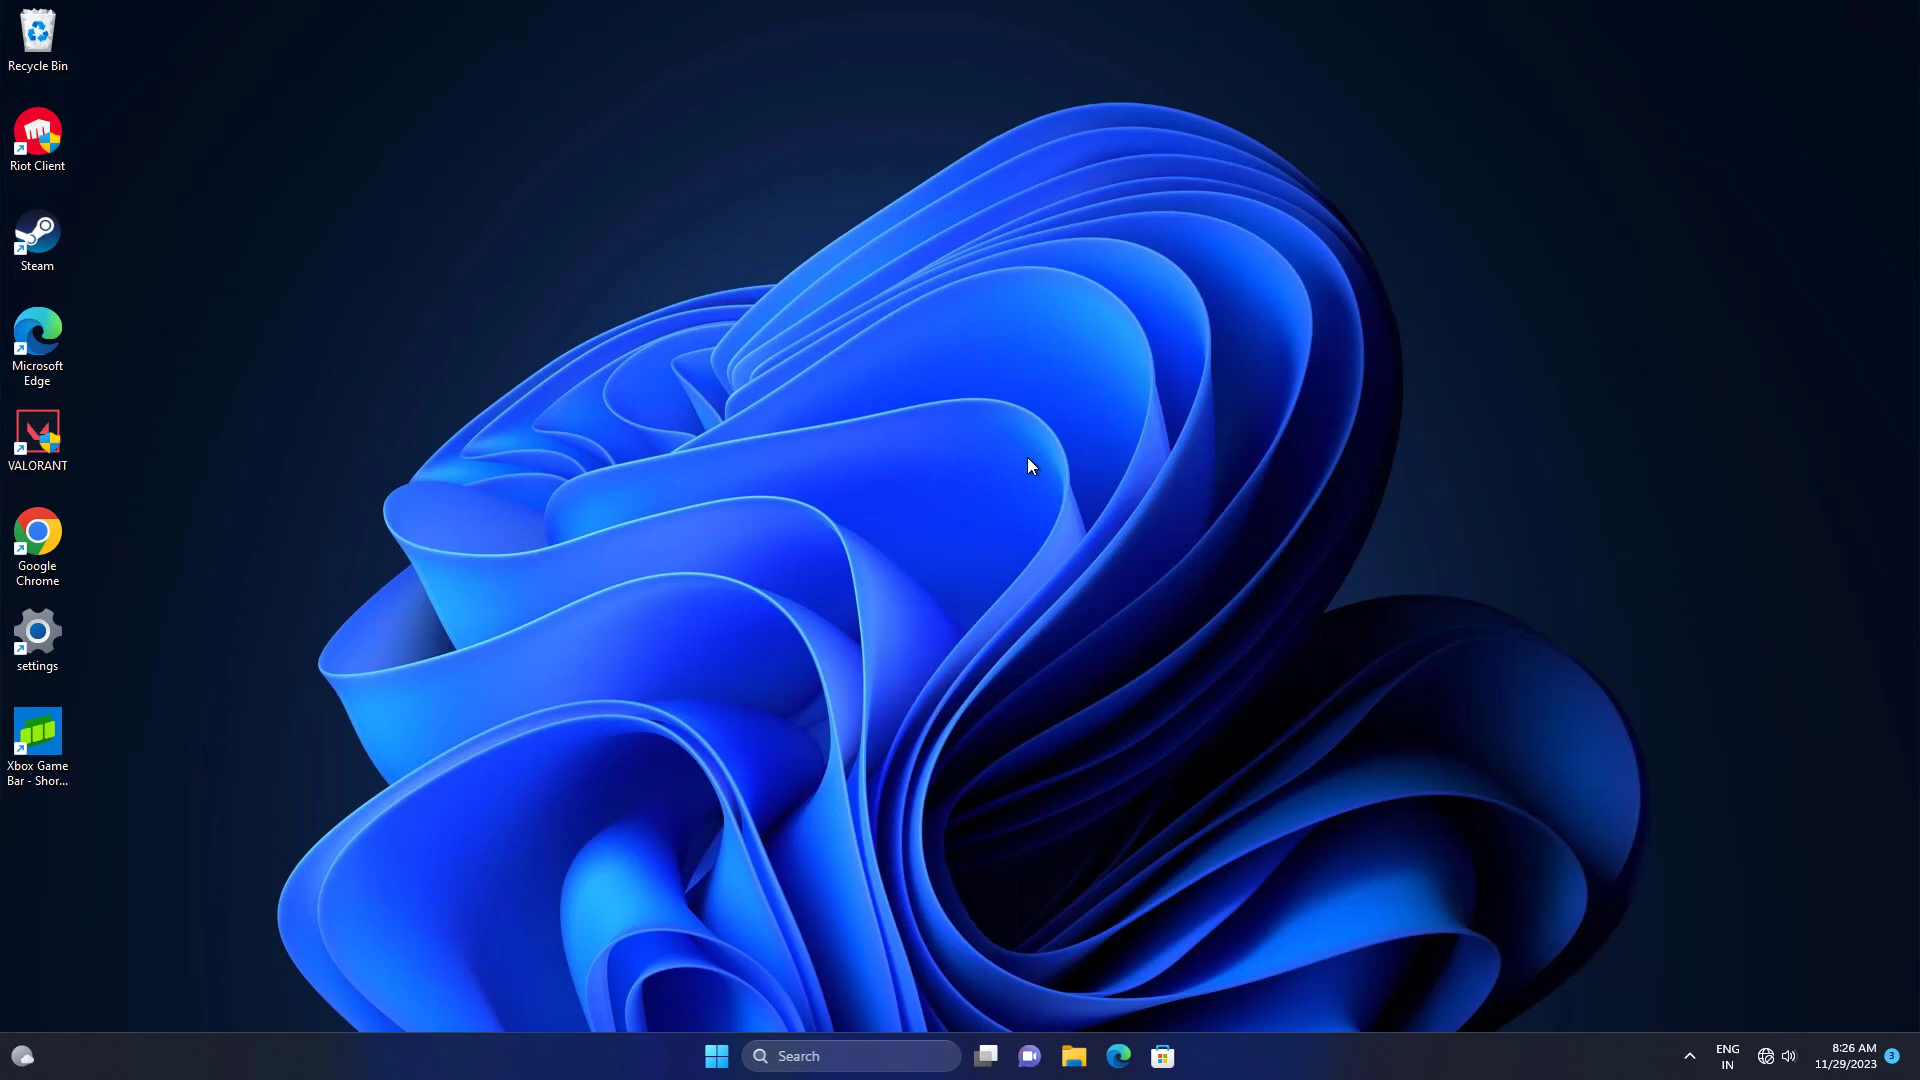 Recycle Bin
Riot Client
Steam
Microsoft
Edge
VALORANT
Google
Chrome
settings
Xbox Game
Bar - Shor...
Search
ENG
IN
8:26 AM
11/29/2023
3